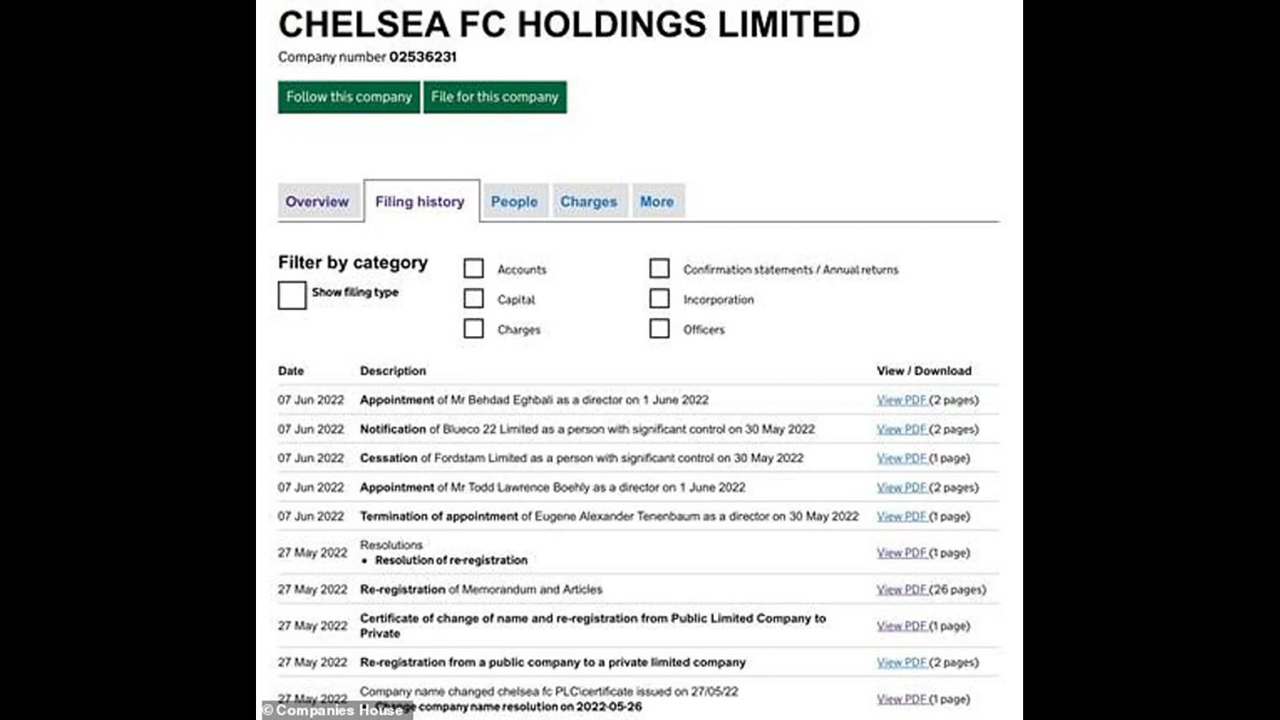 CHELSEA FC HOLDINGS LIMITED
Company number 02536231
Follow this company File for this company
Overview Filing history People Charges More
Filter by category
Show filing type
Accounts Confirmation statements / Annual returns
Capital Incorporation
Charges Officers
Date Description View / Download
07 Jun 2022 Appointment of Mr Behdad Eghbali as a director on 1 June 2022 View PDF (2 pages)
07 Jun 2022 Notification of Blueco 22 Limited as a person with significant control on 30 May 2022 View PDF (2 pages)
07 Jun 2022 Cessation of Fordstam Limited as a person with significant control on 30 May 2022 View PDF (1 page)
07 Jun 2022 Appointment of Mr Todd Lawrence Boehly as a director on 1 June 2022 View PDF (2 pages)
07 Jun 2022 Termination of appointment of Eugene Alexander Tenenbaum as a director on 30 May 2022 View PDF (1 page)
27 May 2022 Resolutions View PDF (1 page)
• Resolution of re-registration
27 May 2022 Re-registration of Memorandum and Articles View PDF (26 pages)
27 May 2022 Certificate of change of name and re-registration from Public Limited Company to View PDF (1 page)
Private
27 May 2022 Re-registration from a public company to a private limited company View PDF (2 pages)
27 May 2022 Company name changed chelsea fc PLC\certificate issued on 27/05/22 View PDF (1 page)
• Change company name resolution on 2022-05-26
© Companies House